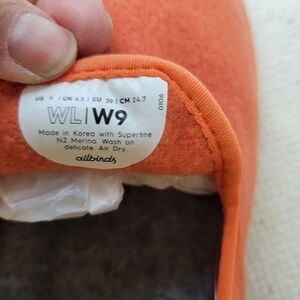 US 9 | UK 6.5 | EU 39 | CM 24.7
WL|W9
Made in Korea with Superfine
NZ Merino. Wash on
delicate. Air Dry.
allbirds
0106